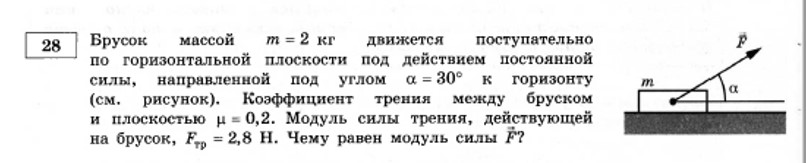 28
Брусок массой m = 2 кг движется поступательно
по горизонтальной плоскости под действием постоянной
силы, направленной под углом α = 30° к горизонту
(см. рисунок). Коэффициент трения между бруском
и плоскостью μ = 0,2. Модуль силы трения, действующей
на брусок, Fтр = 2,8 Н. Чему равен модуль силы F⃗?
F⃗
m
α